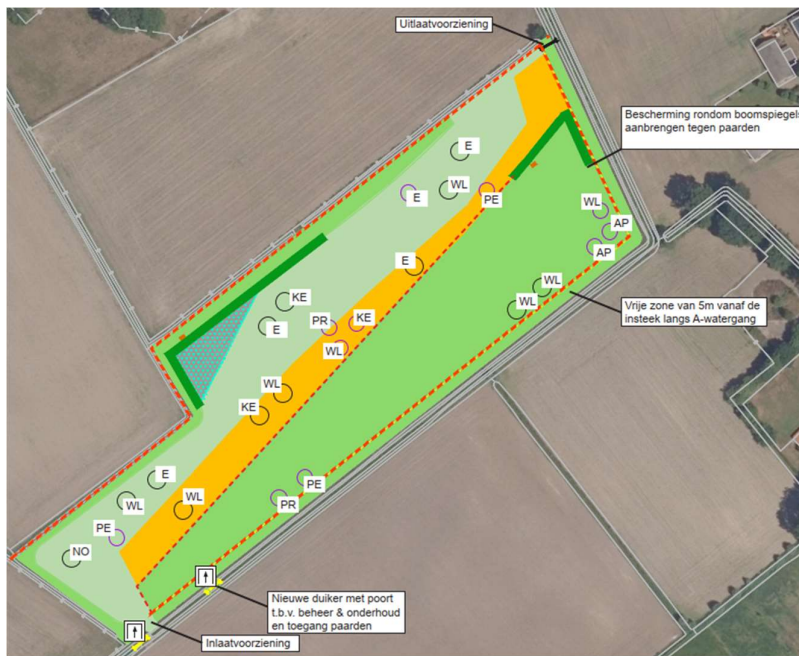 Uitlaatvoorziening
Bescherming rondom boomspiegels
aanbrengen tegen paarden
E
WL
E
PE
WL
AP
AP
E
WL
WL
Vrije zone van 5m vanaf de
insteek langs A-watergang
KE
E
PR
KE
WL
WL
KE
E
WL
WL
PE
PR
PE
NO
Nieuwe duiker met poort
t.b.v. beheer & onderhoud
en toegang paarden
Inlaatvoorziening